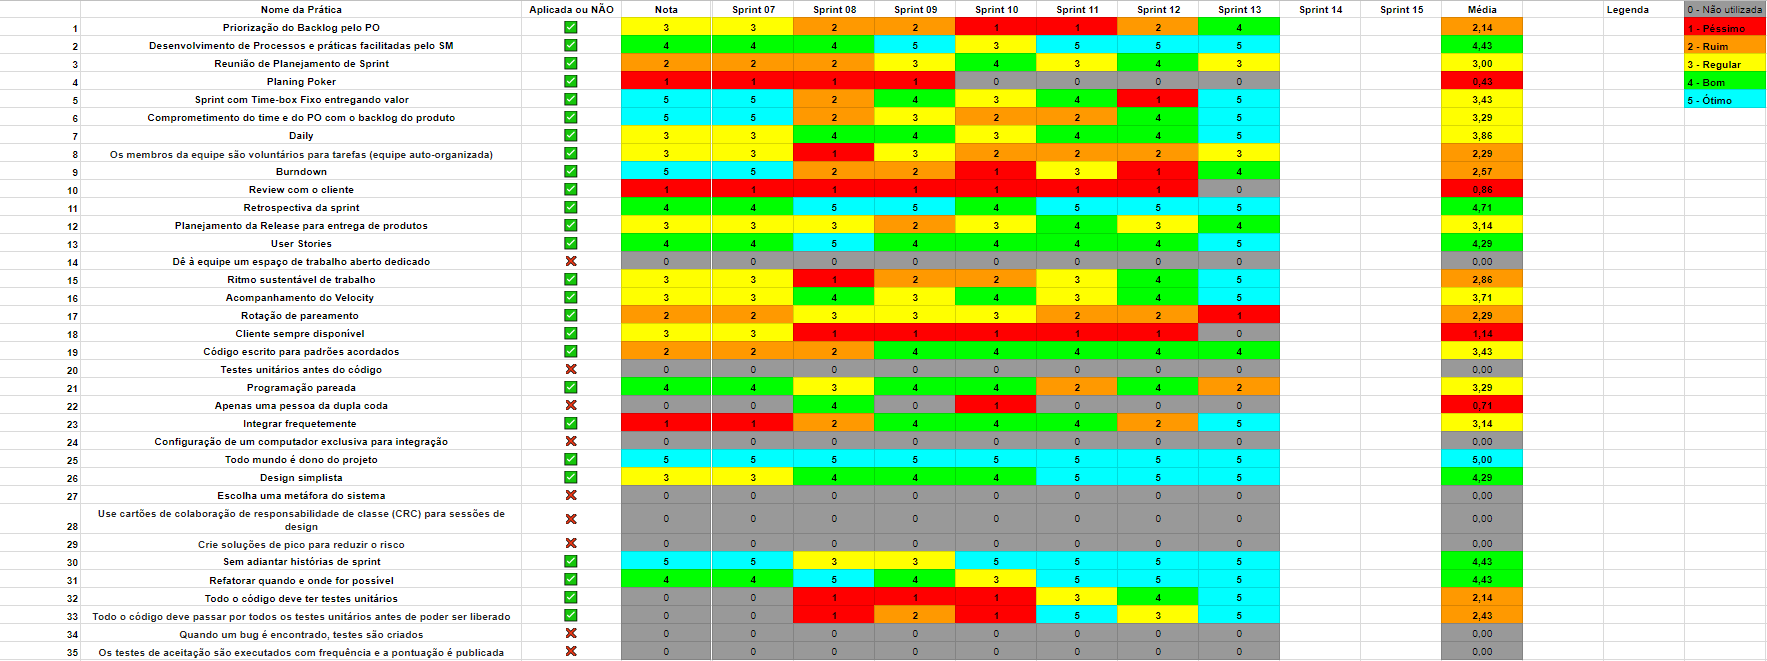 Nome da Prática Aplicada ou NÃO Nota Sprint 07 Sprint 08 Sprint 09 Sprint 10 Sprint 11 Sprint 12 Sprint 13 Sprint 14 Sprint 15 Média Legenda 0 - Não utilizada
1 Priorização do Backlog pelo PO 3 3 2 2 1 1 2 4 2,14 1 - Péssimo
2 Desenvolvimento de Processos e práticas facilitadas pelo SM 4 4 4 5 3 5 5 5 4,43 2 - Ruim
3 Reunião de Planejamento de Sprint 2 2 2 3 4 3 4 3 3,00 3 - Regular
4 Planing Poker 1 1 1 1 0 0 0 0 0,43 4 - Bom
5 Sprint com Time-box Fixo entregando valor 5 5 2 4 3 4 1 5 3,43 5 - Ótimo
6 Comprometimento do time e do PO com o backlog do produto 5 5 2 3 2 2 4 5 3,29
7 Daily 3 3 4 4 3 4 4 5 3,86
8 Os membros da equipe são voluntários para tarefas (equipe auto-organizada) 3 3 1 3 2 2 2 3 2,29
9 Burndown 5 5 2 2 1 3 1 4 2,57
10 Review com o cliente 1 1 1 1 1 1 1 0 0,86
11 Retrospectiva da sprint 4 4 5 5 4 5 5 5 4,71
12 Planejamento da Release para entrega de produtos 3 3 3 2 3 4 3 4 3,14
13 User Stories 4 4 5 4 4 4 4 5 4,29
14 Dê à equipe um espaço de trabalho aberto dedicado 0 0 0 0 0 0 0 0 0,00
15 Ritmo sustentável de trabalho 3 3 1 2 2 3 4 5 2,86
16 Acompanhamento do Velocity 3 3 4 3 4 3 4 5 3,71
17 Rotação de pareamento 2 2 3 3 3 2 2 1 2,29
18 Cliente sempre disponível 3 3 1 1 1 1 1 0 1,14
19 Código escrito para padrões acordados 2 2 2 4 4 4 4 4 3,43
20 Testes unitários antes do código 0 0 0 0 0 0 0 0 0,00
21 Programação pareada 4 4 3 4 4 2 4 2 3,29
22 Apenas uma pessoa da dupla coda 0 0 4 0 1 0 0 0 0,71
23 Integrar frequetemente 1 1 2 4 4 4 2 5 3,14
24 Configuração de um computador exclusiva para integração 0 0 0 0 0 0 0 0 0,00
25 Todo mundo é dono do projeto 5 5 5 5 5 5 5 5 5,00
26 Design simplista 3 3 4 4 4 5 5 5 4,29
27 Escolha uma metáfora do sistema 0 0 0 0 0 0 0 0 0,00
Use cartões de colaboração de responsabilidade de classe (CRC) para sessões de
28 design 0 0 0 0 0 0 0 0 0,00
29 Crie soluções de pico para reduzir o risco 0 0 0 0 0 0 0 0 0,00
30 Sem adiantar histórias de sprint 5 5 3 3 5 5 5 5 4,43
31 Refatorar quando e onde for possível 4 4 5 4 3 5 5 5 4,43
32 Todo o código deve ter testes unitários 0 0 1 1 1 3 4 5 2,14
33 Todo o código deve passar por todos os testes unitários antes de poder ser liberado 0 0 1 2 1 5 3 5 2,43
34 Quando um bug é encontrado, testes são criados 0 0 0 0 0 0 0 0 0,00
35 Os testes de aceitação são executados com frequência e a pontuação é publicada 0 0 0 0 0 0 0 0 0,00